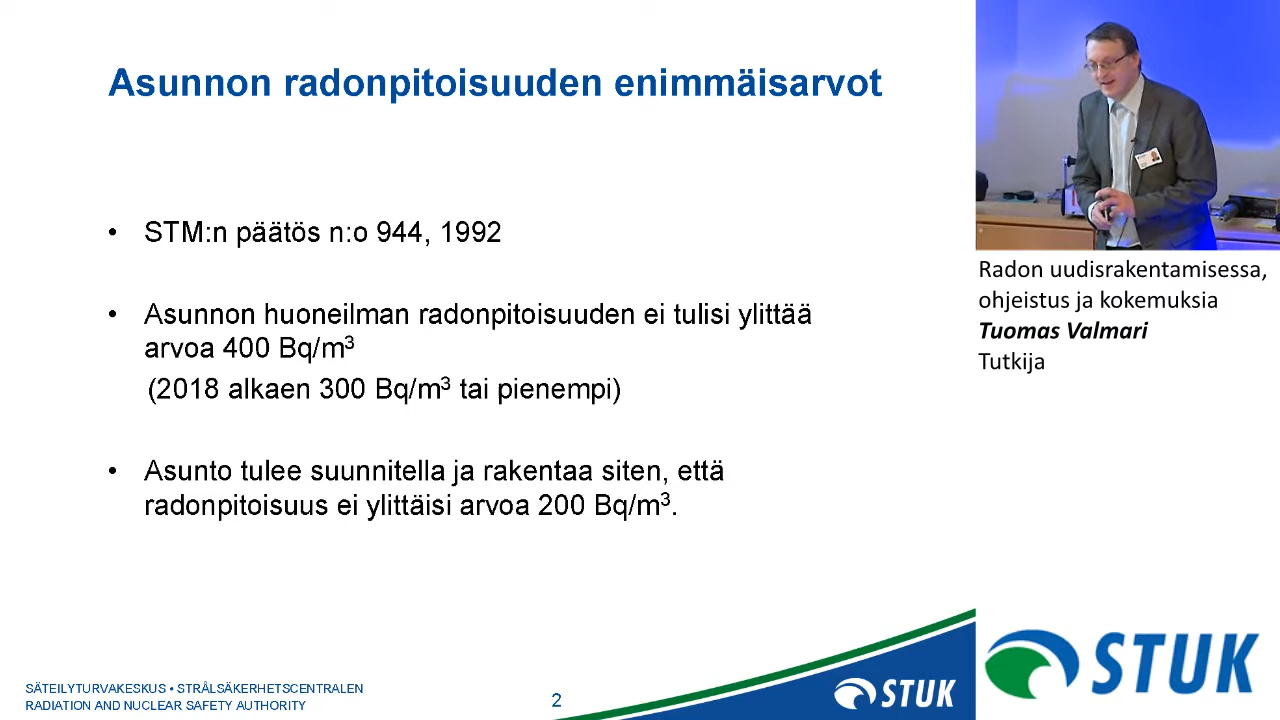 Asunnon radonpitoisuuden enimmäisarvot
• STM:n päätös n:o 944, 1992
• Asunnon huoneilman radonpitoisuuden ei tulisi ylittää
arvoa 400 Bq/m³
(2018 alkaen 300 Bq/m³ tai pienempi)
• Asunto tulee suunnitella ja rakentaa siten, että
radonpitoisuus ei ylittäisi arvoa 200 Bq/m³.
Radon uudisrakentamisessa,
ohjeistus ja kokemuksia
Tuomas Valmari
Tutkija
SÄTEILYTURVAKESKUS • STRÅLSÄKERHETSCENTRALEN
RADIATION AND NUCLEAR SAFETY AUTHORITY
2
STUK
STUK